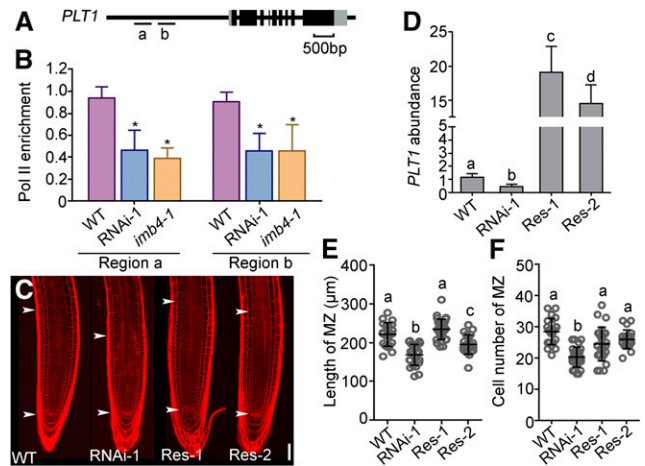 A
PLT1
a
b
500bp
B
Pol II enrichment
1.2
1.0
0.8
0.6
0.4
0.2
0
* * * *
WT RNAi-1 imb4-1 WT RNAi-1 imb4-1
Region a
Region b
C
WT RNAi-1 Res-1 Res-2
D
PLT1 abundance
25
20
15
5
4
3
2
1
0
a b c d
WT RNAi-1 Res-1 Res-2
E
Length of MZ (μm)
400
300
200
100
0
a b a c
WT RNAi-1 Res-1 Res-2
F
Cell number of MZ
50
40
30
20
10
0
a b a a
WT RNAi-1 Res-1 Res-2